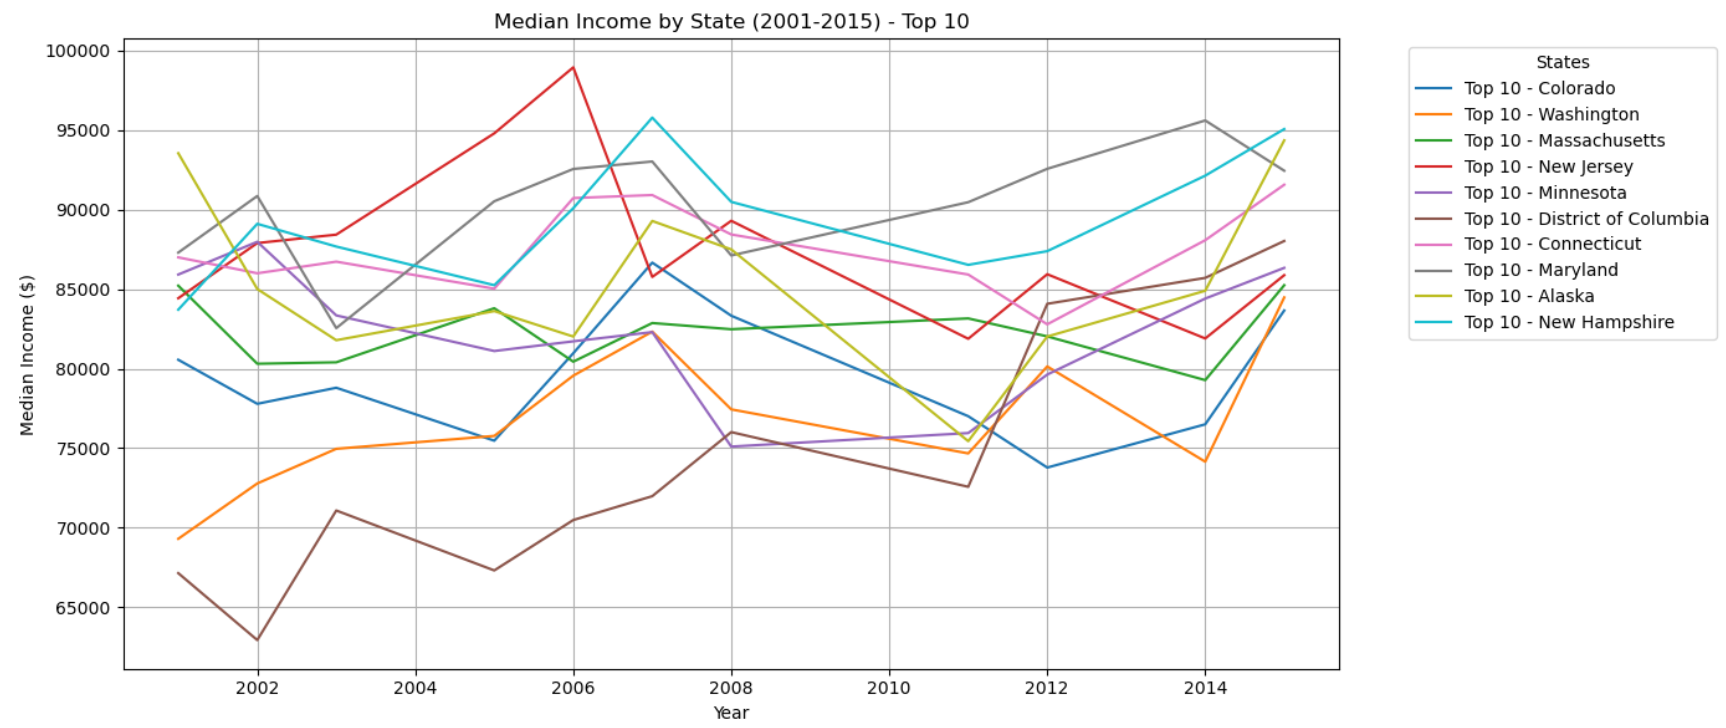 Median Income by State (2001-2015) - Top 10
100000
95000
90000
85000
80000
75000
70000
65000
Median Income ($)
2002
2004
2006
2008
2010
2012
2014
Year
States
Top 10 - Colorado
Top 10 - Washington
Top 10 - Massachusetts
Top 10 - New Jersey
Top 10 - Minnesota
Top 10 - District of Columbia
Top 10 - Connecticut
Top 10 - Maryland
Top 10 - Alaska
Top 10 - New Hampshire